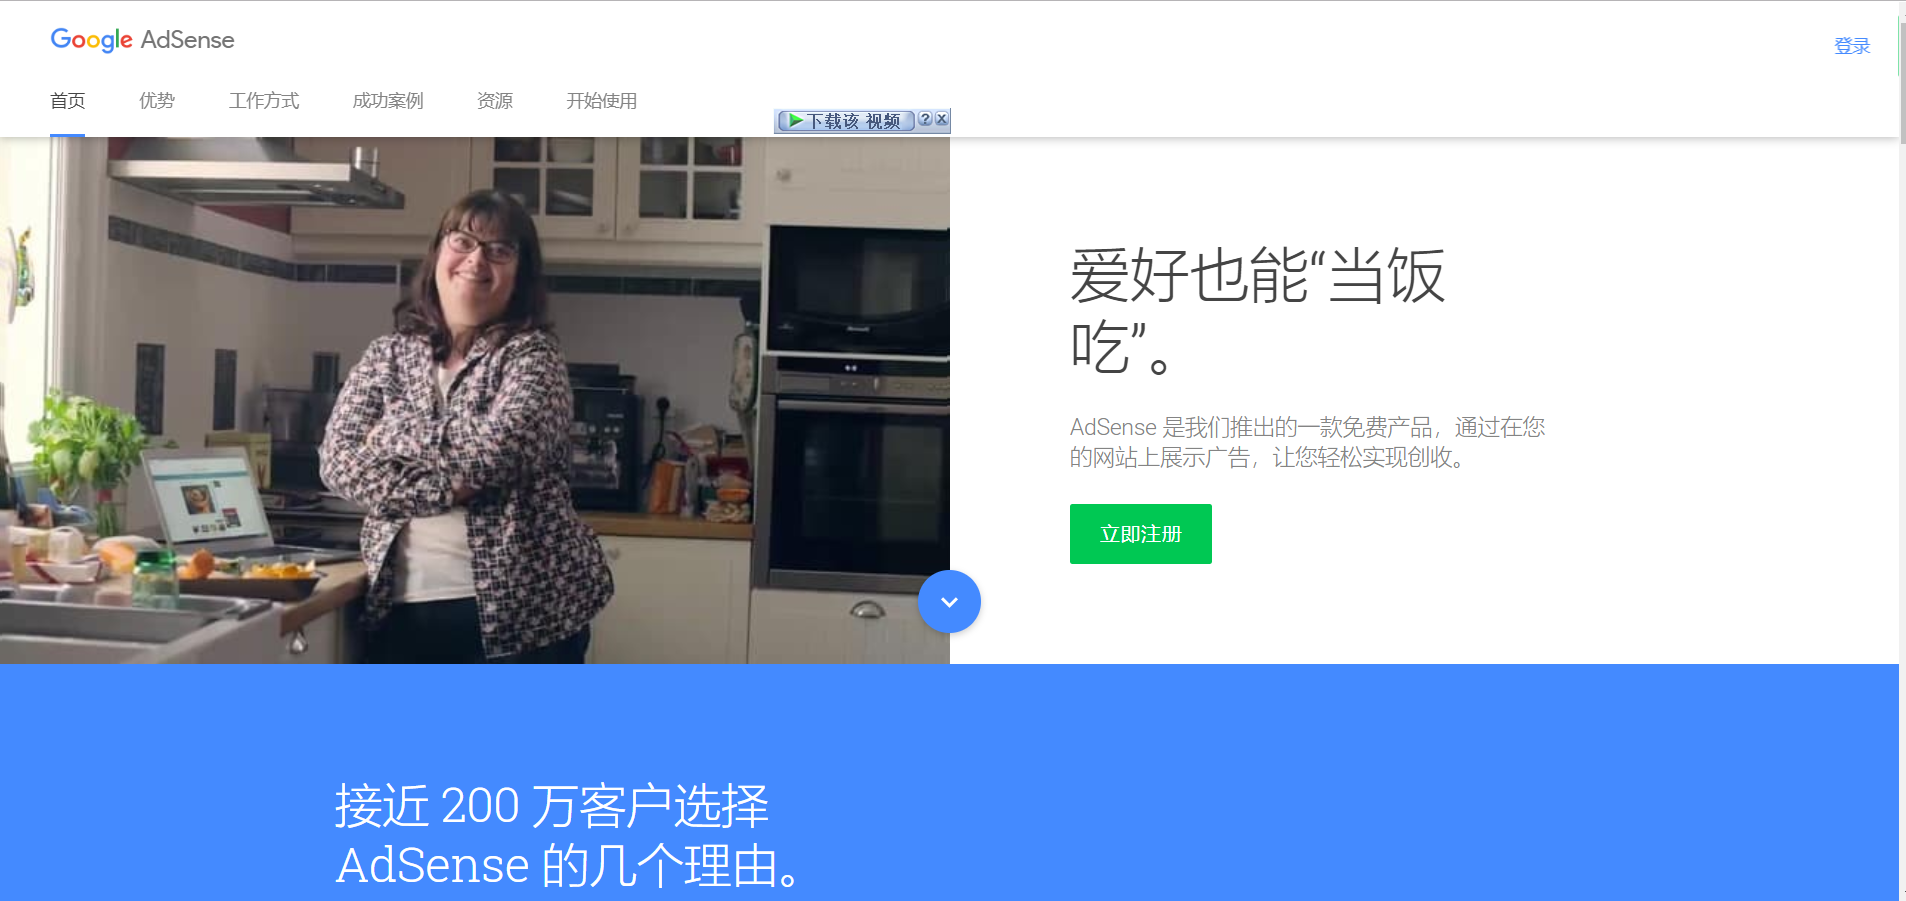 Google AdSense
登录
首页 优势 工作方式 成功案例 资源 开始使用
下载该 视频
爱好也能“当饭
吃”。
AdSense 是我们推出的一款免费产品，通过在您
的网站上展示广告，让您轻松实现创收。
立即注册
接近 200 万客户选择
AdSense 的几个理由。